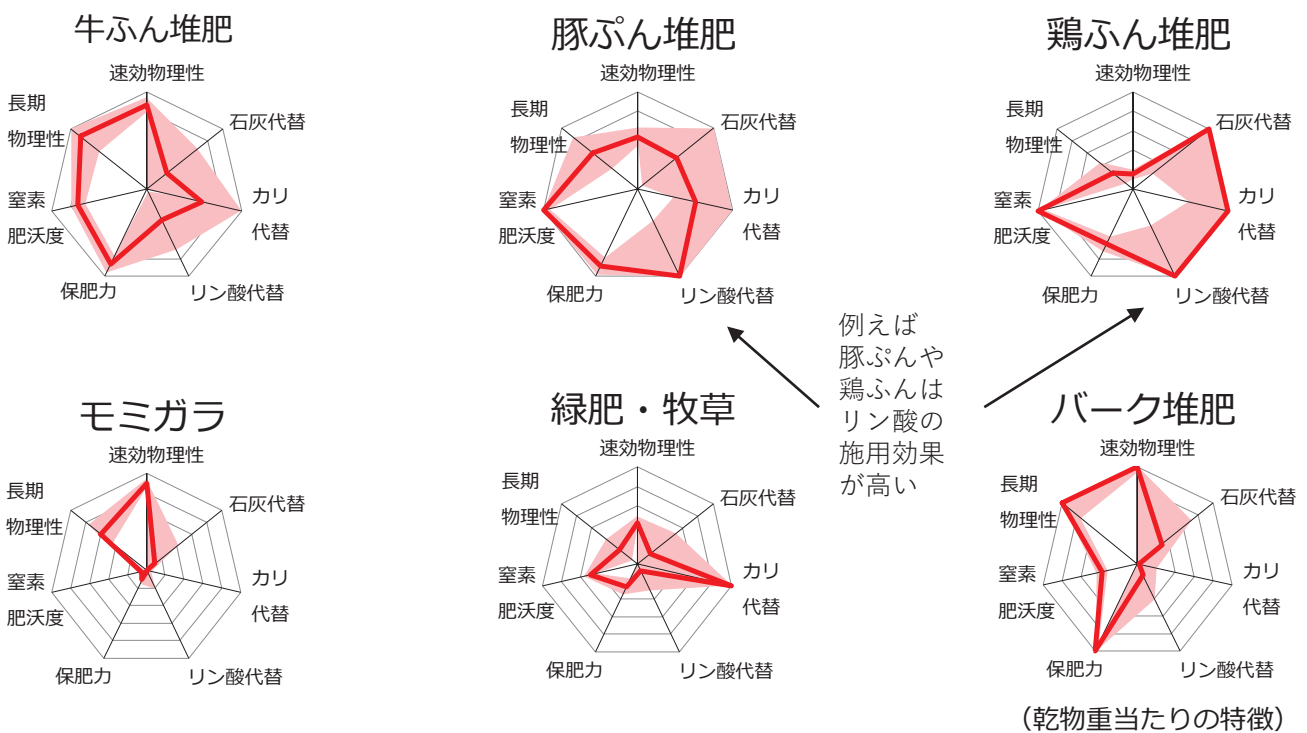 牛ふん堆肥
速効物理性
長期
物理性
石灰代替
窒素
肥沃度
カリ
代替
保肥力
リン酸代替
豚ぷん堆肥
速効物理性
長期
物理性
石灰代替
窒素
肥沃度
カリ
代替
保肥力
リン酸代替
鶏ふん堆肥
速効物理性
長期
物理性
石灰代替
窒素
肥沃度
カリ
代替
保肥力
リン酸代替
例えば
豚ぷんや
鶏ふんは
リン酸の
施用効果
が高い
モミガラ
速効物理性
長期
物理性
石灰代替
窒素
肥沃度
カリ
代替
保肥力
リン酸代替
緑肥・牧草
速効物理性
長期
物理性
石灰代替
窒素
肥沃度
カリ
代替
保肥力
リン酸代替
バーク堆肥
速効物理性
長期
物理性
石灰代替
窒素
肥沃度
カリ
代替
保肥力
リン酸代替
（乾物重当たりの特徴）